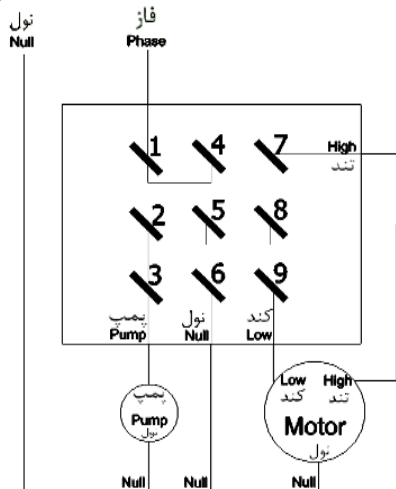 نول
Null
فاز
Phase
1
4
7
High
تند
2
5
8
3
6
9
پمپ
Pump
نول
Null
کند
Low
پمپ
Pump
نول
Low
High
کند
تند
Motor
نول
Null
Null
Null